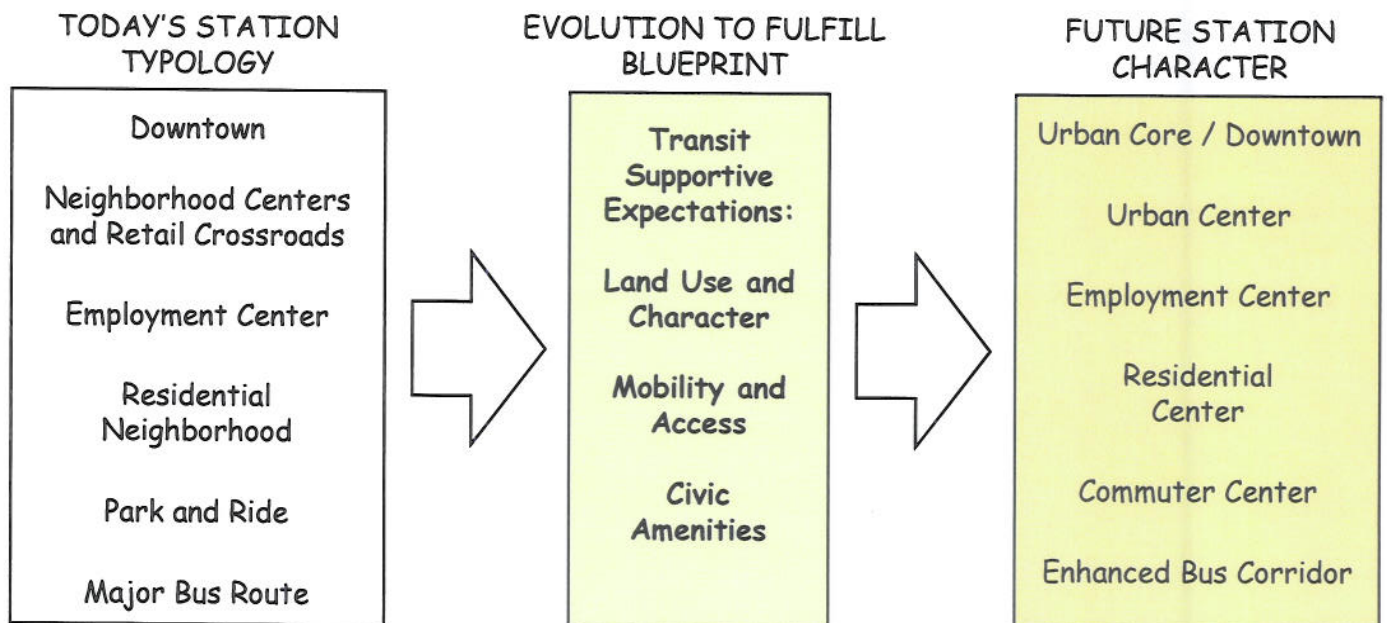 TODAY'S STATION
TYPOLOGY
Downtown
Neighborhood Centers
and Retail Crossroads
Employment Center
Residential
Neighborhood
Park and Ride
Major Bus Route
EVOLUTION TO FULFILL
BLUEPRINT
Transit
Supportive
Expectations:
Land Use and
Character
Mobility and
Access
Civic
Amenities
FUTURE STATION
CHARACTER
Urban Core / Downtown
Urban Center
Employment Center
Residential
Center
Commuter Center
Enhanced Bus Corridor